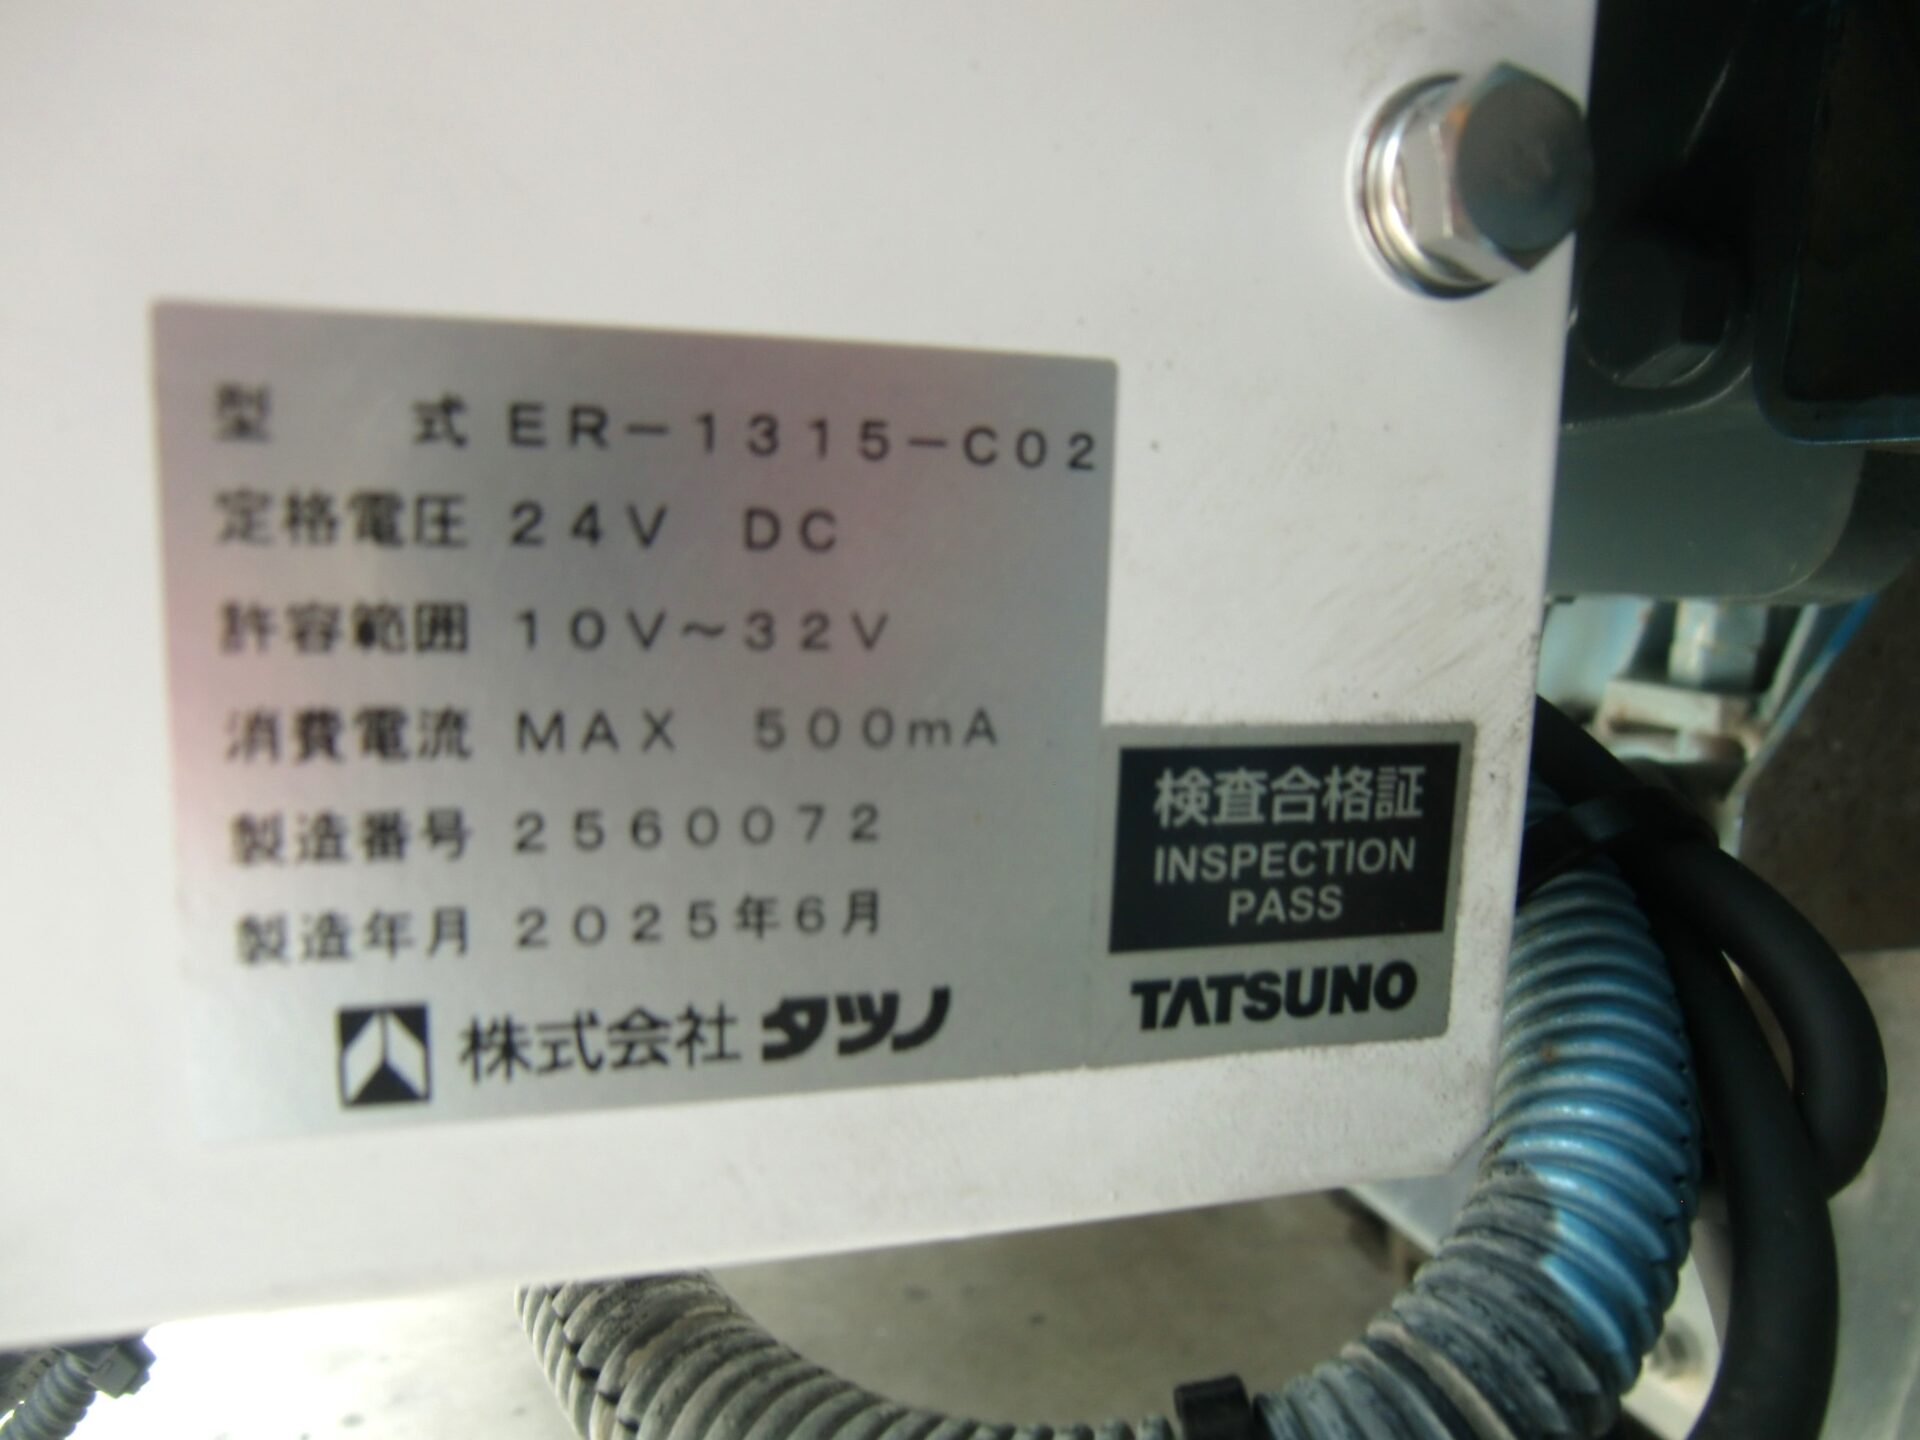 型式 ER-1315-C02
定格電圧 24V DC
許容範囲 10V~32V
消費電流 MAX 500mA
製造番号 2560072
製造年月 2025年6月
株式会社タツノ
検査合格証
INSPECTION
PASS
TATSUNO